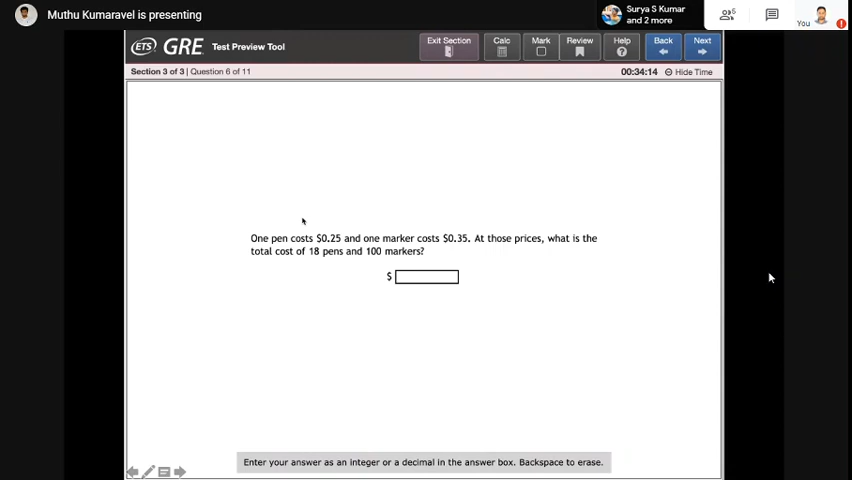 Muthu Kumaravel is presenting
Surya S Kumar
and 2 more
5
You
!
ETS GRE Test Preview Tool
Exit Section
Calc
Mark
Review
Help
?
Back
Next
Section 3 of 3 | Question 6 of 11
00:34:14
Hide Time
One pen costs $0.25 and one marker costs $0.35. At those prices, what is the
total cost of 18 pens and 100 markers?
$
Enter your answer as an integer or a decimal in the answer box. Backspace to erase.